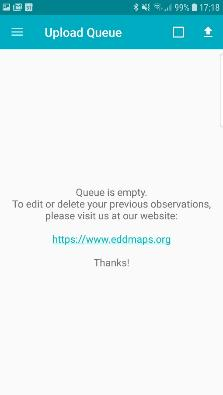 99% 17:18
Upload Queue
Queue is empty.
To edit or delete your previous observations,
please visit us at our website:
https://www.eddmaps.org
Thanks!